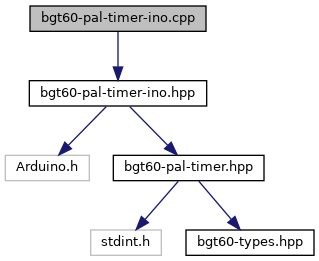 bgt60-pal-timer-ino.cpp
bgt60-pal-timer-ino.hpp
Arduino.h
bgt60-pal-timer.hpp
stdint.h
bgt60-types.hpp